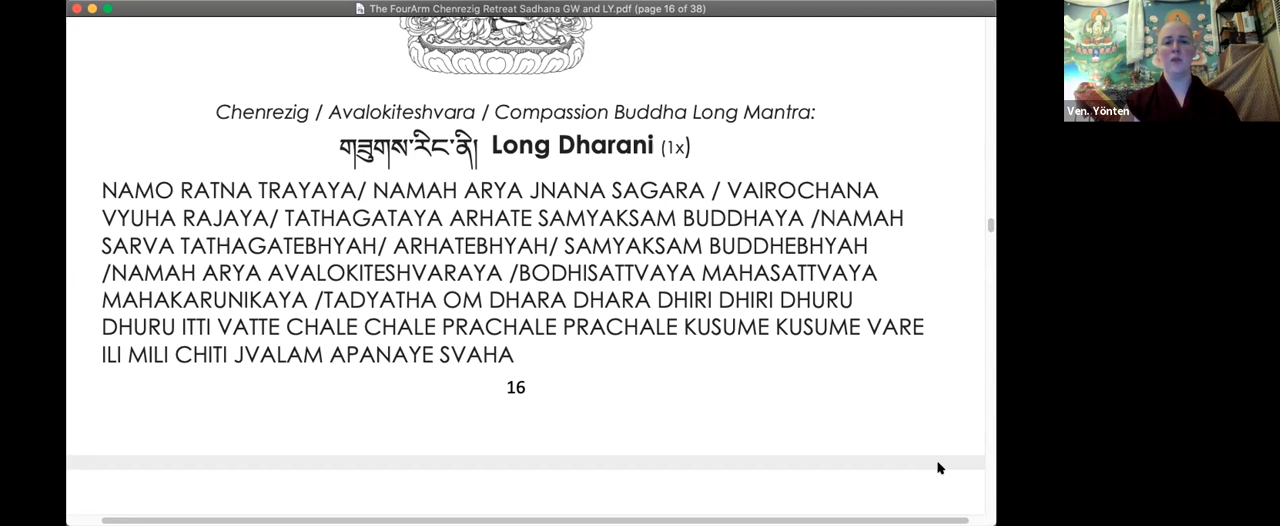 The FourArm Chenrezig Retreat Sadhana GW and LY.pdf (page 16 of 38)
Chenrezig / Avalokiteshvara / Compassion Buddha Long Mantra:
གཟུགས་རིང་ནི། Long Dharani (1x)
NAMO RATNA TRAYAYA/ NAMAH ARYA JNANA SAGARA / VAIROCHANA
VYUHA RAJAYA/ TATHAGATAYA ARHATE SAMYAKSAM BUDDHAYA /NAMAH
SARVA TATHAGATEBHYAH/ ARHATEBHYAH/ SAMYAKSAM BUDDHEBHYAH
/NAMAH ARYA AVALOKITESHVARAYA /BODHISATTVAYA MAHASATTVAYA
MAHAKARUNIKAYA /TADYATHA OM DHARA DHARA DHIRI DHIRI DHURU
DHURU ITTI VATTE CHALE CHALE PRACHALE PRACHALE KUSUME KUSUME VARE
ILI MILI CHITI JVALAM APANAYE SVAHA
16
Ven. Yönten